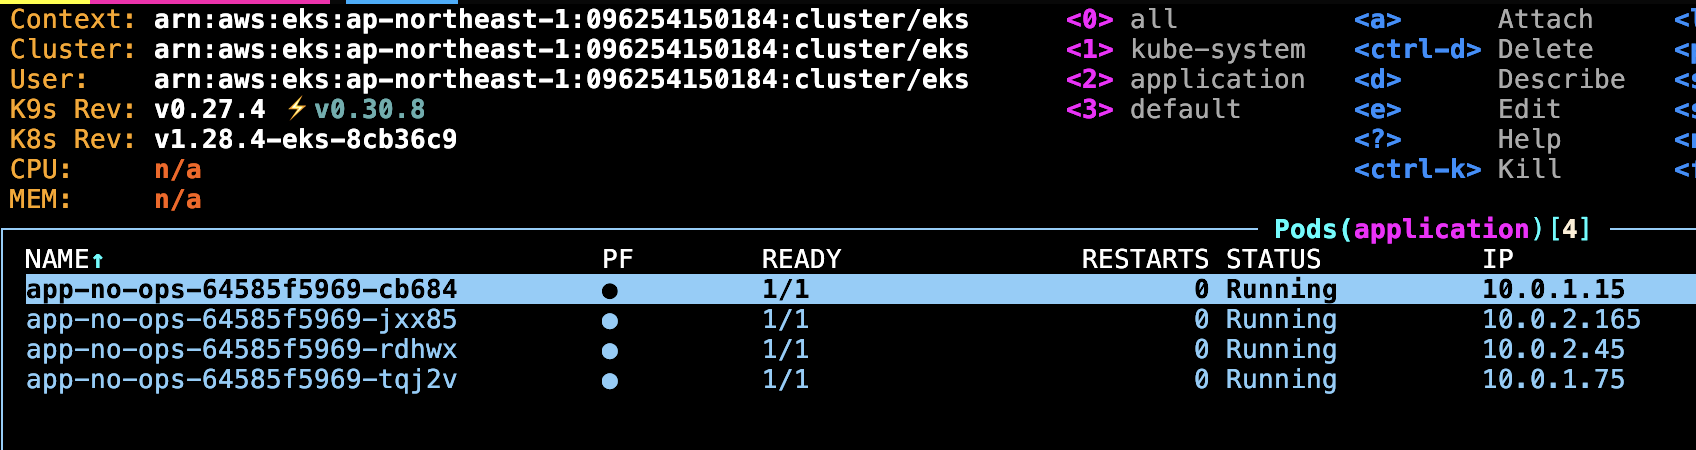 Context: arn:aws:eks:ap-northeast-1:096254150184:cluster/eks <0> all <a> Attach
Cluster: arn:aws:eks:ap-northeast-1:096254150184:cluster/eks <1> kube-system <ctrl-d> Delete
User: arn:aws:eks:ap-northeast-1:096254150184:cluster/eks <2> application <d> Describe
K9s Rev: v0.27.4 ⚡v0.30.8 <3> default <e> Edit
K8s Rev: v1.28.4-eks-8cb36c9 <?> Help
CPU: n/a <ctrl-k> Kill
MEM: n/a
Pods(application)[4]
NAME↑ PF READY RESTARTS STATUS IP
app-no-ops-64585f5969-cb684 ● 1/1 0 Running 10.0.1.15
app-no-ops-64585f5969-jxx85 ● 1/1 0 Running 10.0.2.165
app-no-ops-64585f5969-rdhwx ● 1/1 0 Running 10.0.2.45
app-no-ops-64585f5969-tqj2v ● 1/1 0 Running 10.0.1.75